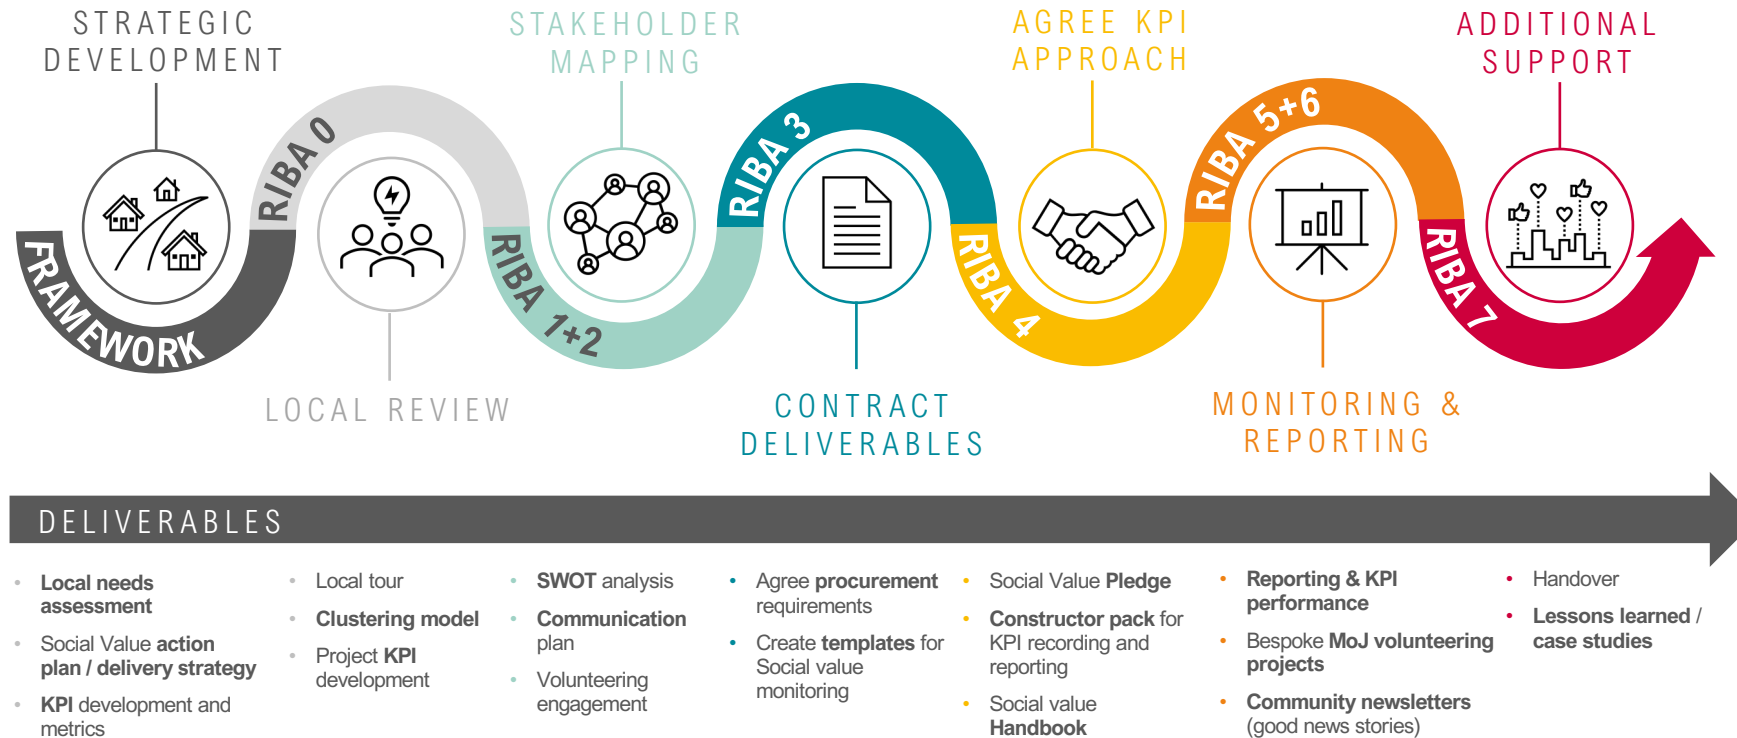 STRATEGIC
DEVELOPMENT
STAKEHOLDER
MAPPING
AGREE KPI
APPROACH
ADDITIONAL
SUPPORT
FRAMEWORK
RIBA 0
RIBA 1+2
RIBA 3
RIBA 4
RIBA 5+6
RIBA 7
LOCAL REVIEW
CONTRACT
DELIVERABLES
MONITORING &
REPORTING
DELIVERABLES
• Local needs
assessment
• Social Value action
plan / delivery strategy
• KPI development and
metrics
• Local tour
• Clustering model
• Project KPI
development
• SWOT analysis
• Communication
plan
• Volunteering
engagement
• Agree procurement
requirements
• Create templates for
Social value
monitoring
• Social Value Pledge
• Constructor pack for
KPI recording and
reporting
• Social value
Handbook
• Reporting & KPI
performance
• Bespoke MoJ volunteering
projects
• Community newsletters
(good news stories)
• Handover
• Lessons learned /
case studies